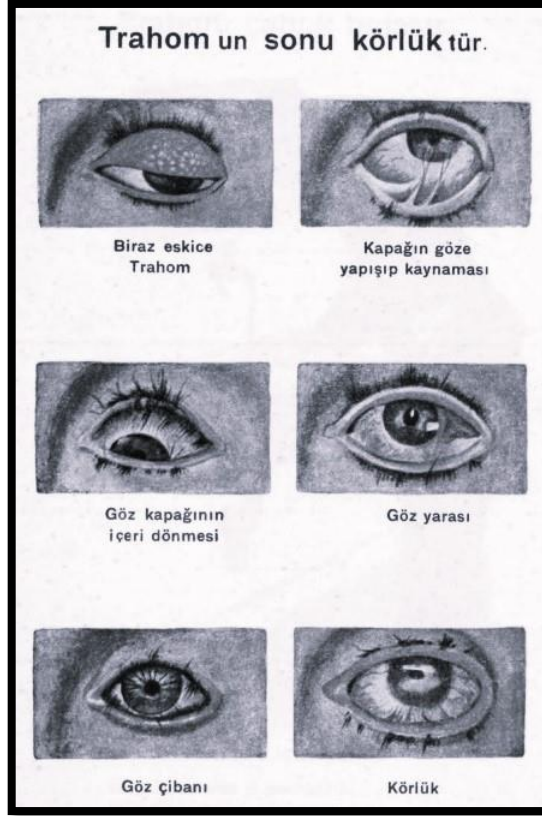 Trahom un sonu körlük tür.
Biraz eskice
Trahom
Kapağın göze
yapışıp kaynaması
Göz kapağının
içeri dönmesi
Göz yarası
Göz çibanı
Körlük